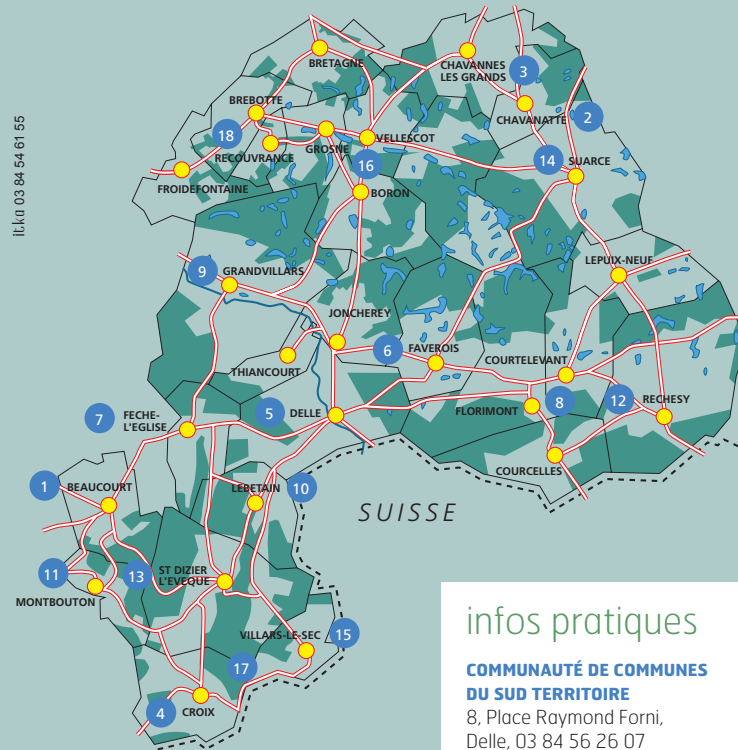 BRETAGNE
CHAVANNES
LES GRANDS
3
BREBOTTE
CHAVANATTE
2
18
RECOUVRANCE
GROSNE
VELLESCOT
16
14
SUARCE
FROIDEFONTAINE
BORON
9
GRANDVILLARS
LEPUIX-NEUF
JONCHEREY
6
FAVEROIS
THIANCOURT
COURTELEVANT
7
FECHE-
L'EGLISE
5
DELLE
FLORIMONT
8
12
RECHESY
COURCELLES
1
BEAUCOURT
LEBETAIN
10
SUISSE
11
13
ST DIZIER
L'EVEQUE
MONTBOUTON
VILLARS-LE-SEC
15
17
4
CROIX
it.ka 03 84 54 61 55
infos pratiques
COMMUNAUTÉ DE COMMUNES
DU SUD TERRITOIRE
8, Place Raymond Forni,
Delle, 03 84 56 26 07